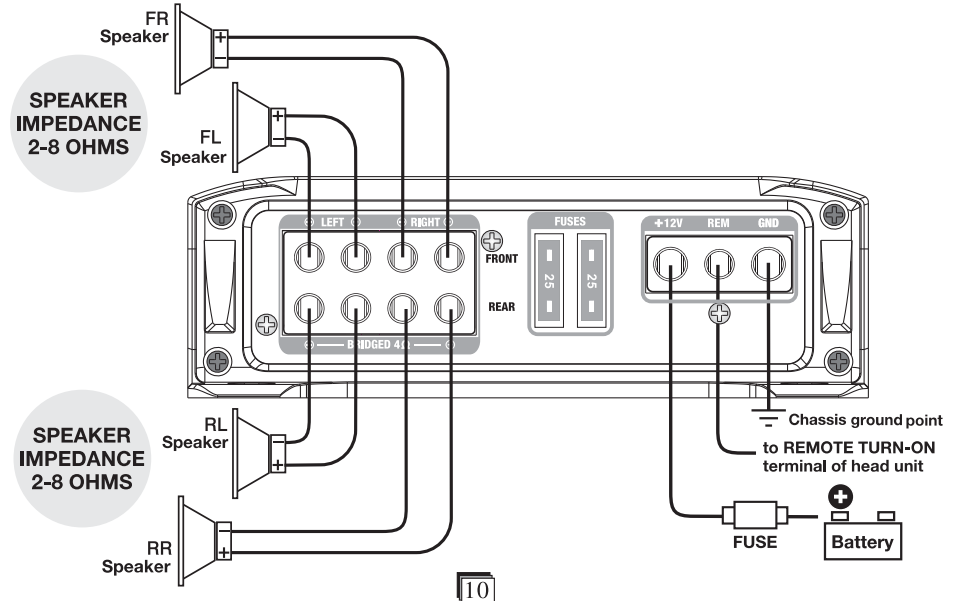 FR
Speaker
SPEAKER
IMPEDANCE
2-8 OHMS
FL
Speaker
LEFT
RIGHT
FUSES
+12V REM GND
FRONT
25 25
REAR
BRIDGED 4Ω
RL
Speaker
SPEAKER
IMPEDANCE
2-8 OHMS
Chassis ground point
to REMOTE TURN-ON
terminal of head unit
RR
Speaker
FUSE
Battery
10